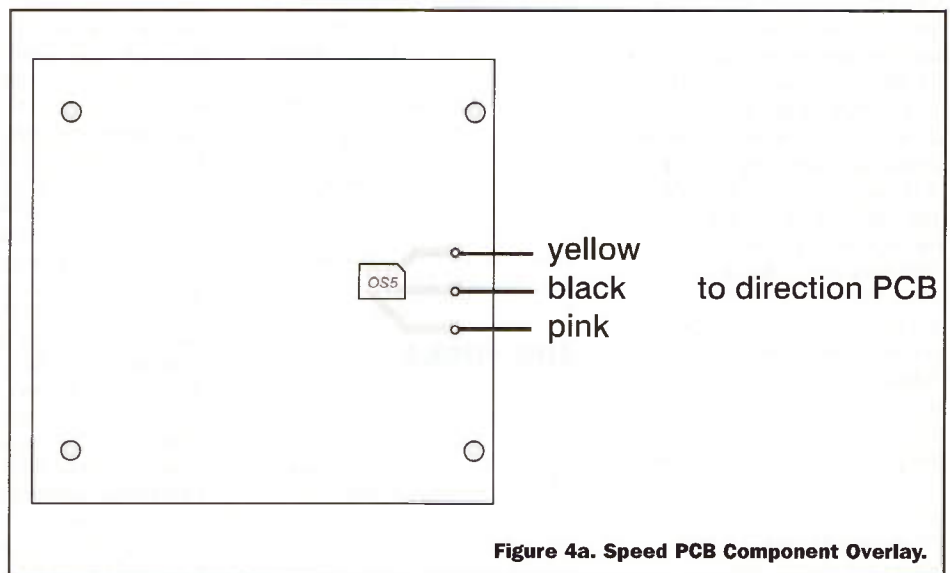 yellow
OS5
black to direction PCB
pink
Figure 4a. Speed PCB Component Overlay.